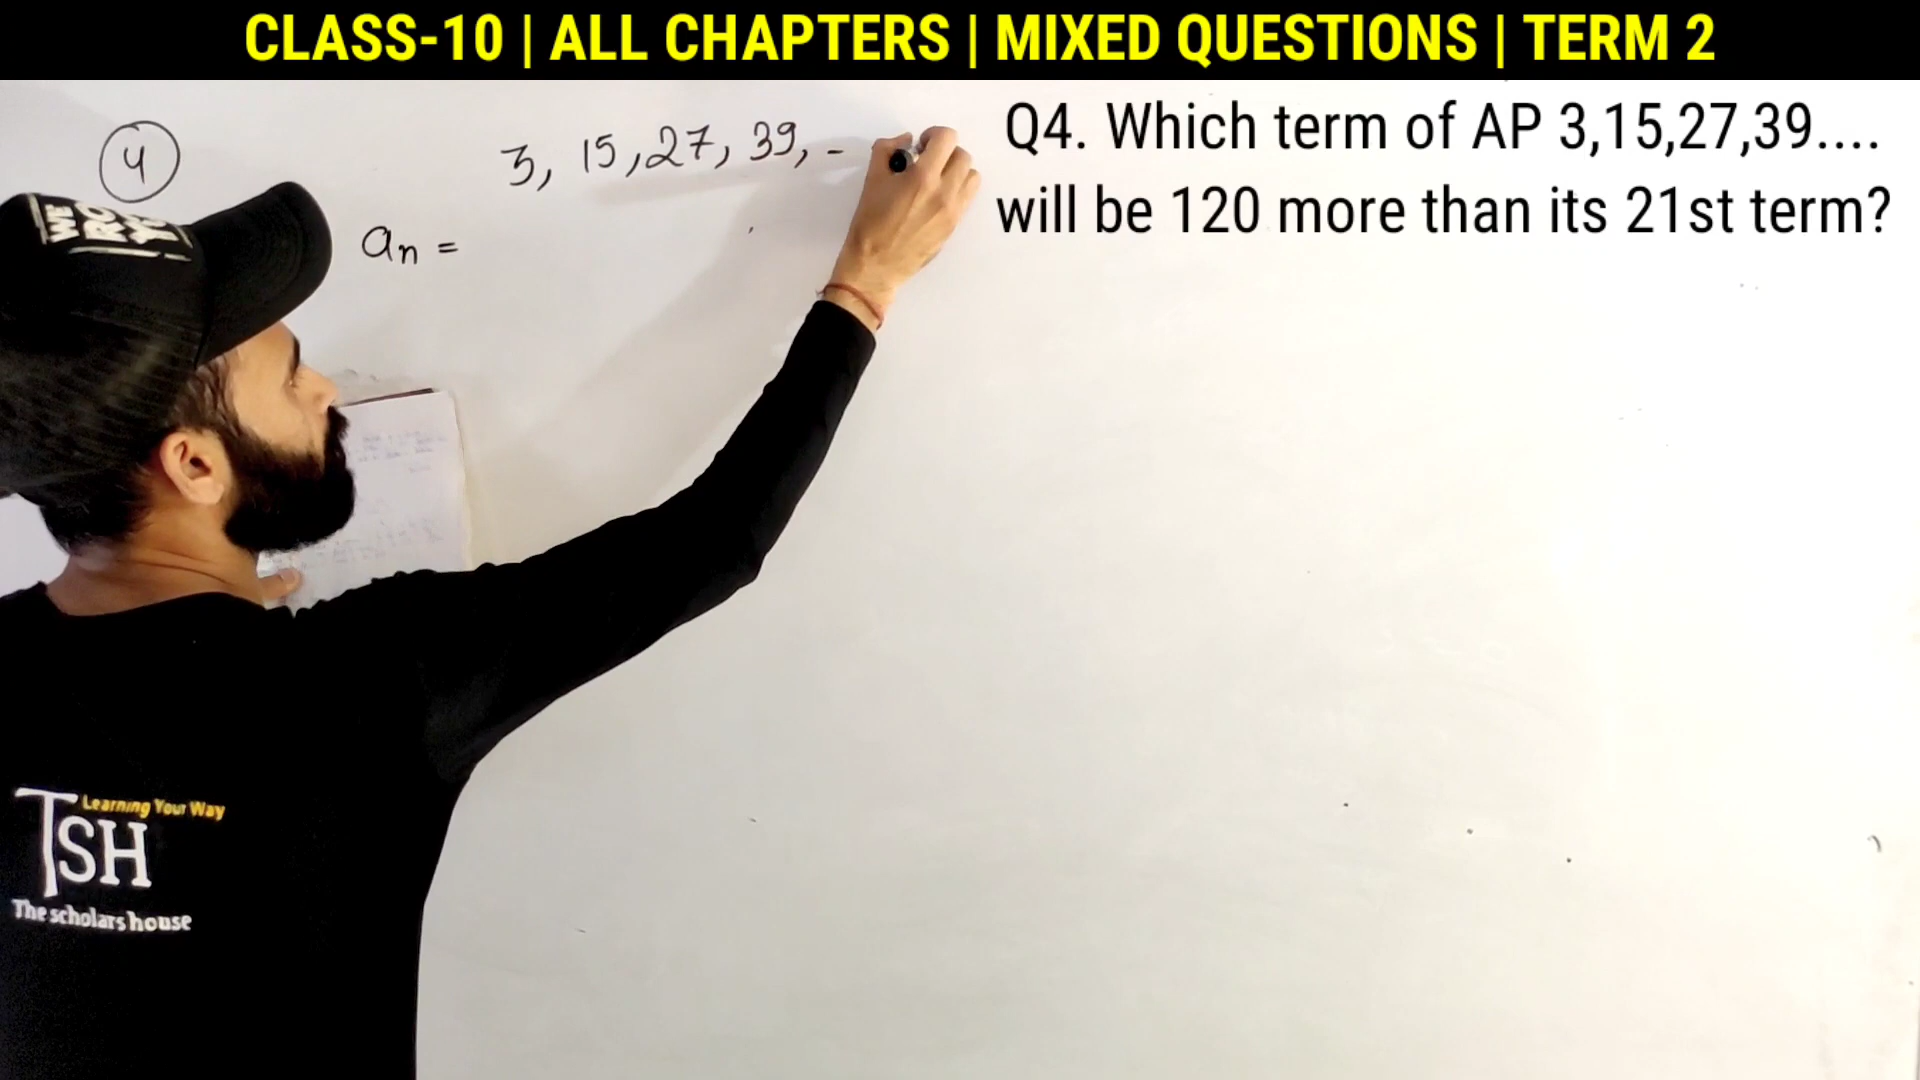 CLASS-10 | ALL CHAPTERS | MIXED QUESTIONS | TERM 2
4
3, 15, 27, 39, -
Q4. Which term of AP 3,15,27,39....
will be 120 more than its 21st term?
an =
WE
Learning Your Way
TSH
The scholars house